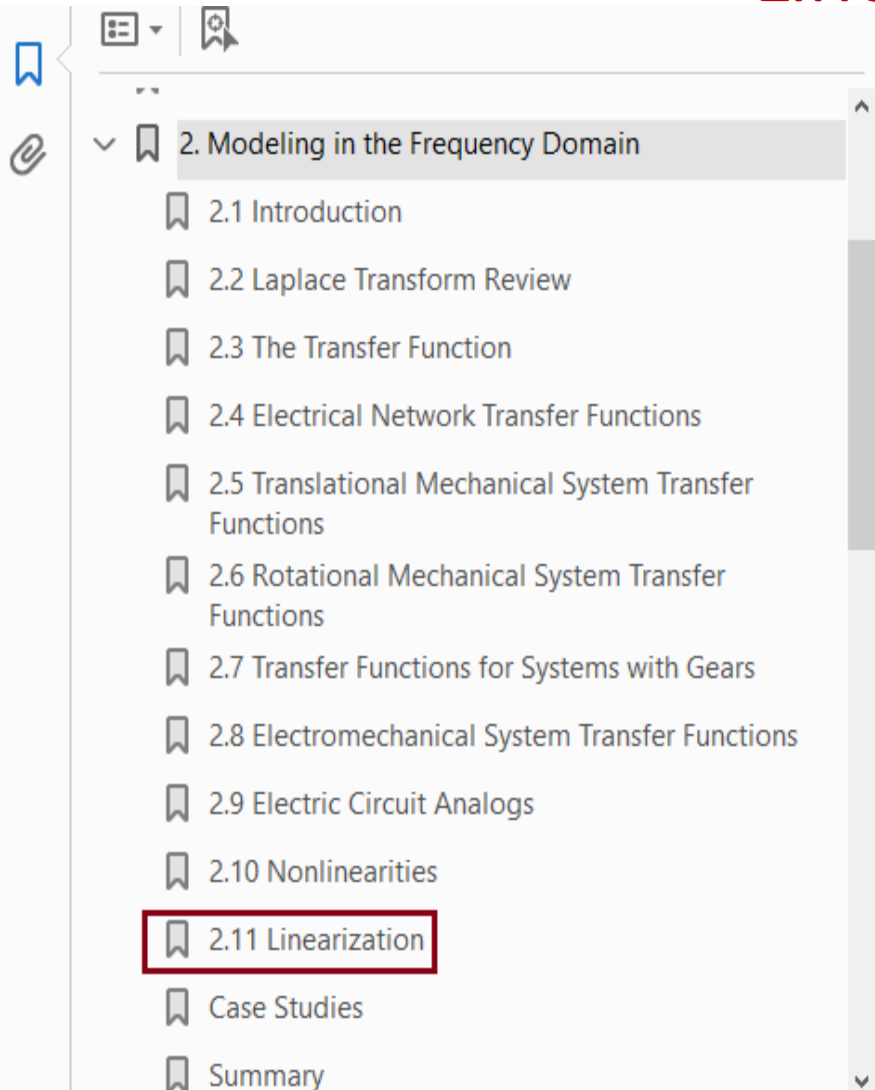 2. Modeling in the Frequency Domain
2.1 Introduction
2.2 Laplace Transform Review
2.3 The Transfer Function
2.4 Electrical Network Transfer Functions
2.5 Translational Mechanical System Transfer
Functions
2.6 Rotational Mechanical System Transfer
Functions
2.7 Transfer Functions for Systems with Gears
2.8 Electromechanical System Transfer Functions
2.9 Electric Circuit Analogs
2.10 Nonlinearities
2.11 Linearization
Case Studies
Summary